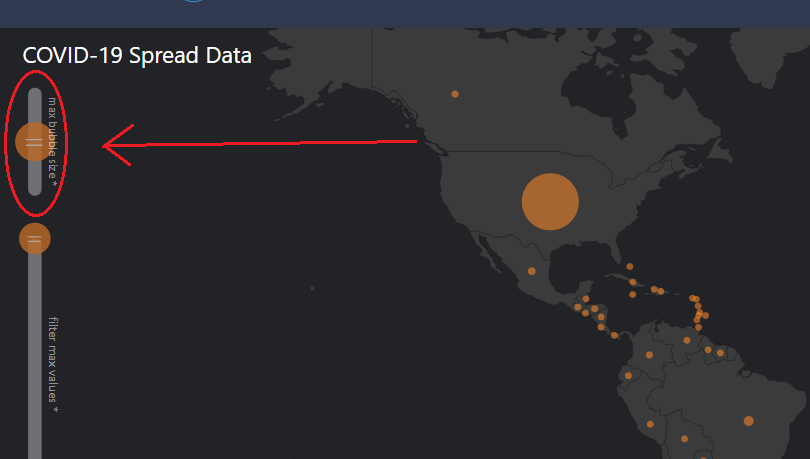 COVID-19 Spread Data
max bubble size *
filter max values *